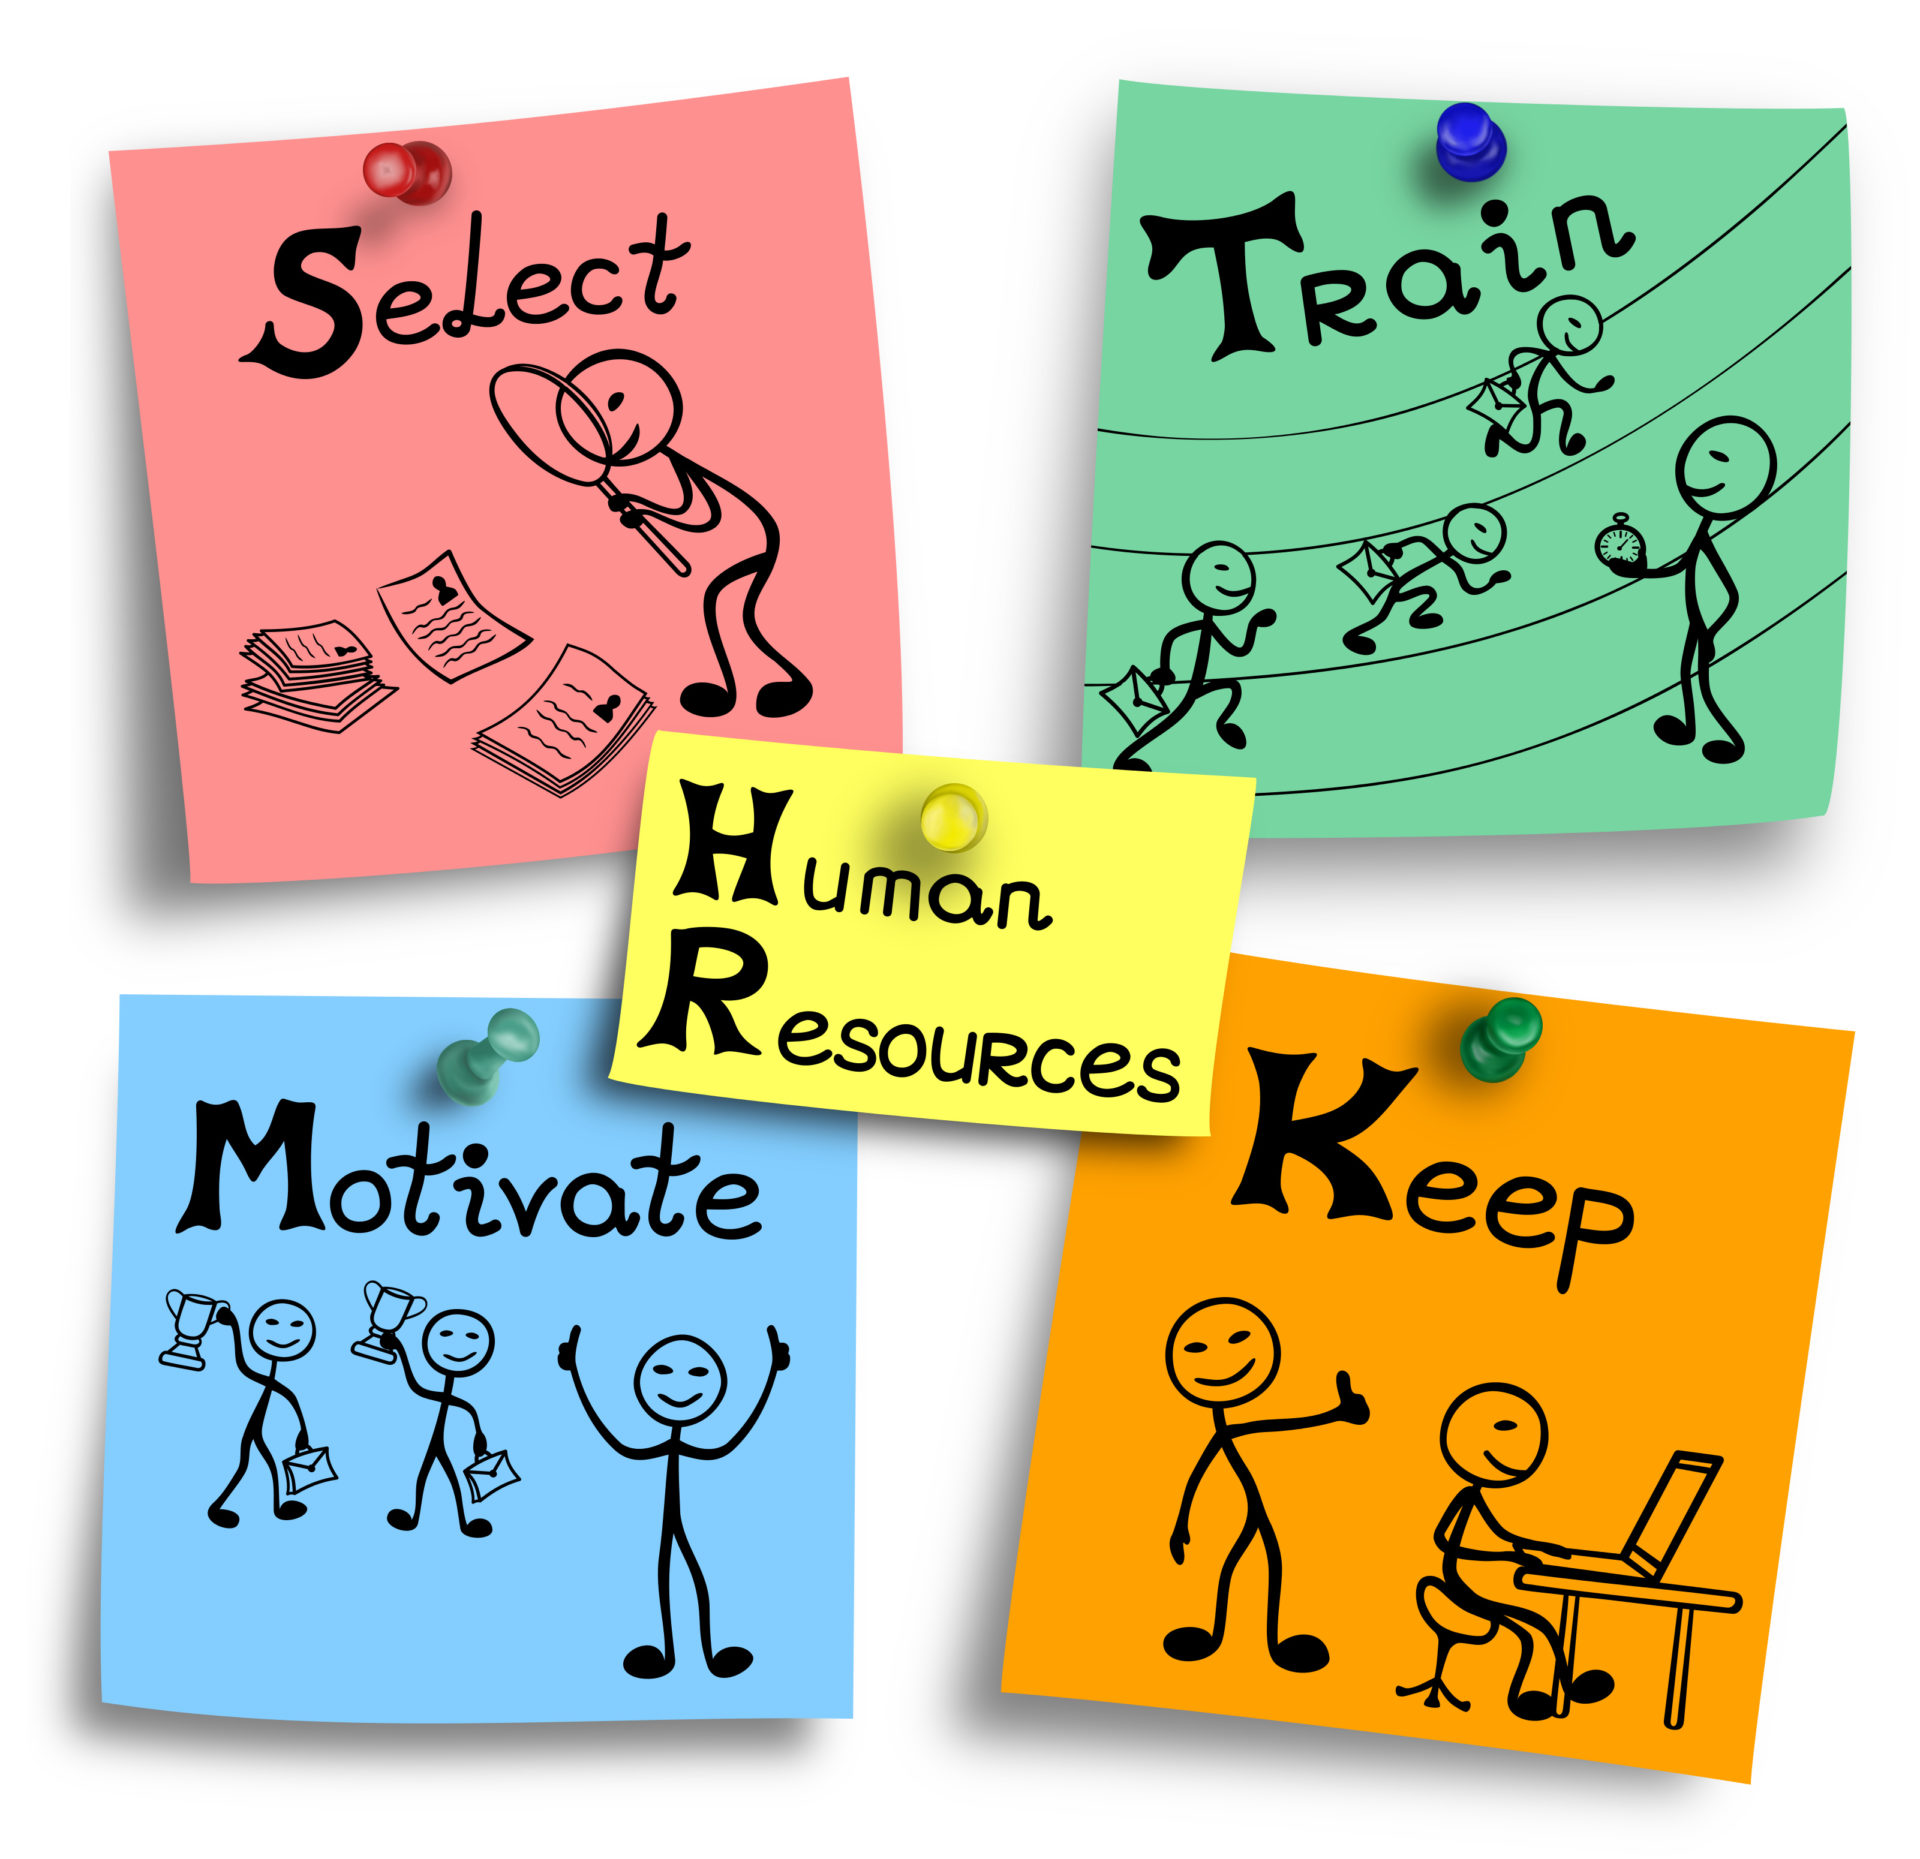 Select
Train
Human
Resources
Motivate
Keep